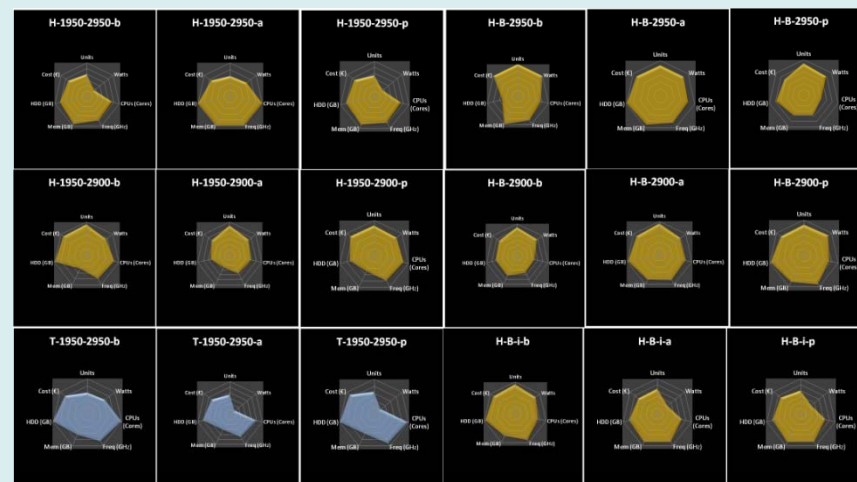 H-1950-2950-b
Units
Cost (€)
Watts
HDD (GB)
CPUs (Cores)
Mem (GB)
Freq (GHz)
H-1950-2950-a
Units
Cost (€)
Watts
HDD (GB)
CPUs (Cores)
Mem (GB)
Freq (GHz)
H-1950-2950-p
Units
Cost (€)
Watts
HDD (GB)
CPUs
(Cores)
Mem (GB)
Freq (GHz)
H-B-2950-b
Units
Cost (€)
Watts
HDD (GB)
CPUs
(Cores)
Mem (GB)
Freq (GHz)
H-B-2950-a
Units
Cost (€)
Watts
HDD (GB)
CPUs
(Cores)
Mem (GB)
Freq (GHz)
H-B-2950-p
Units
Cost (€)
Watts
HDD (GB)
CPUs
(Cores)
Mem (GB)
Freq (GHz)
H-1950-2900-b
Units
Cost (€)
Watts
HDD (GB)
CPUs
(Cores)
Mem (GB)
Freq (GHz)
H-1950-2900-a
Units
Cost (€)
Watts
HDD (GB)
CPUs (Cores)
Mem (GB)
Freq (GHz)
H-1950-2900-p
Units
Cost (€)
Watts
HDD (GB)
CPUs
(Cores)
Mem (GB)
Freq (GHz)
H-B-2900-b
Units
Cost (€)
Watts
HDD (GB)
CPUs (Cores)
Mem (GB)
Freq (GHz)
H-B-2900-a
Units
Cost (€)
Watts
HDD (GB)
CPUs
(Cores)
Mem (GB)
Freq (GHz)
H-B-2900-p
Units
Cost (€)
Watts
HDD (GB)
CPUs
(Cores)
Mem (GB)
Freq (GHz)
T-1950-2950-b
Units
Cost (€)
Watts
HDD (GB)
CPUs
(Cores)
Mem (GB)
Freq (GHz)
T-1950-2950-a
Units
Cost (€)
Watts
HDD (GB)
CPUs (Cores)
Mem (GB)
Freq (GHz)
T-1950-2950-p
Units
Cost (€)
Watts
HDD (GB)
CPUs
(Cores)
Mem (GB)
Freq (GHz)
H-B-i-b
Units
Cost (€)
Watts
HDD (GB)
CPUs (Cores)
Mem (GB)
Freq (GHz)
H-B-i-a
Units
Cost (€)
Watts
HDD (GB)
CPUs
(Cores)
Mem (GB)
Freq (GHz)
H-B-i-p
Units
Cost (€)
Watts
HDD (GB)
CPUs
(Cores)
Mem (GB)
Freq (GHz)